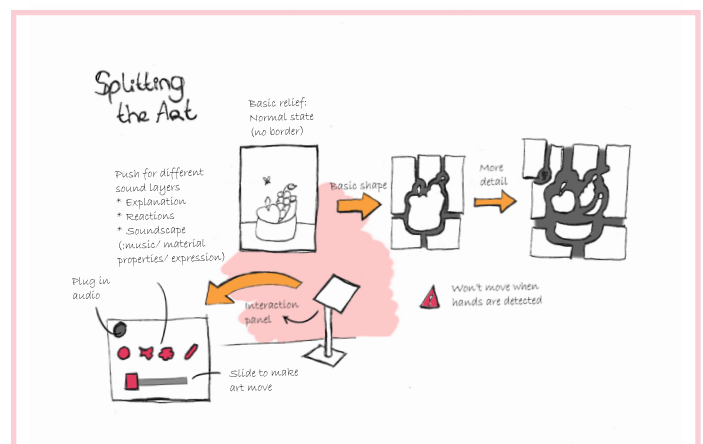 Splitting
the Art
Basic relief:
Normal state
(no border)
Push for different
sound layers
* Explanation
* Reactions
* Soundscape
(:music/ material
properties/ expression)
Basic shape
More
detail
Plug in
audio
Interaction
panel
Won't move when
hands are detected
Slide to make
art move